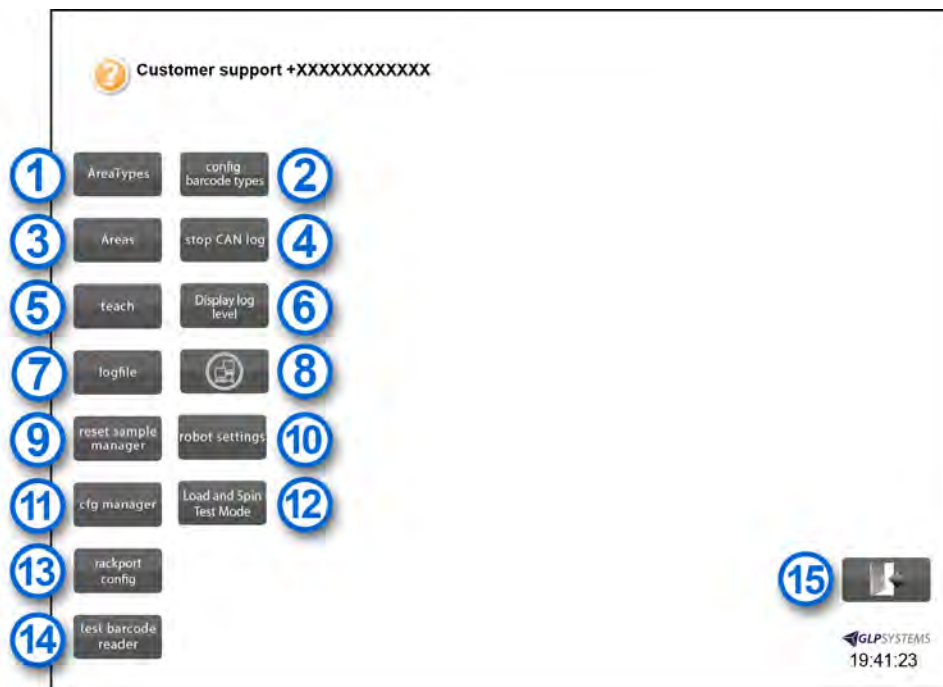 Customer support +XXXXXXXXXXXX
1
AreaTypes
config
barcode types
2
3
Areas
stop CAN log
4
5
teach
Display log
level
6
7
logfile
8
9
reset sample
manager
robot settings
10
11
cfg manager
Load and Spin
Test Mode
12
13
rackport
config
14
test barcode
reader
15
GLPSYSTEMS
19:41:23